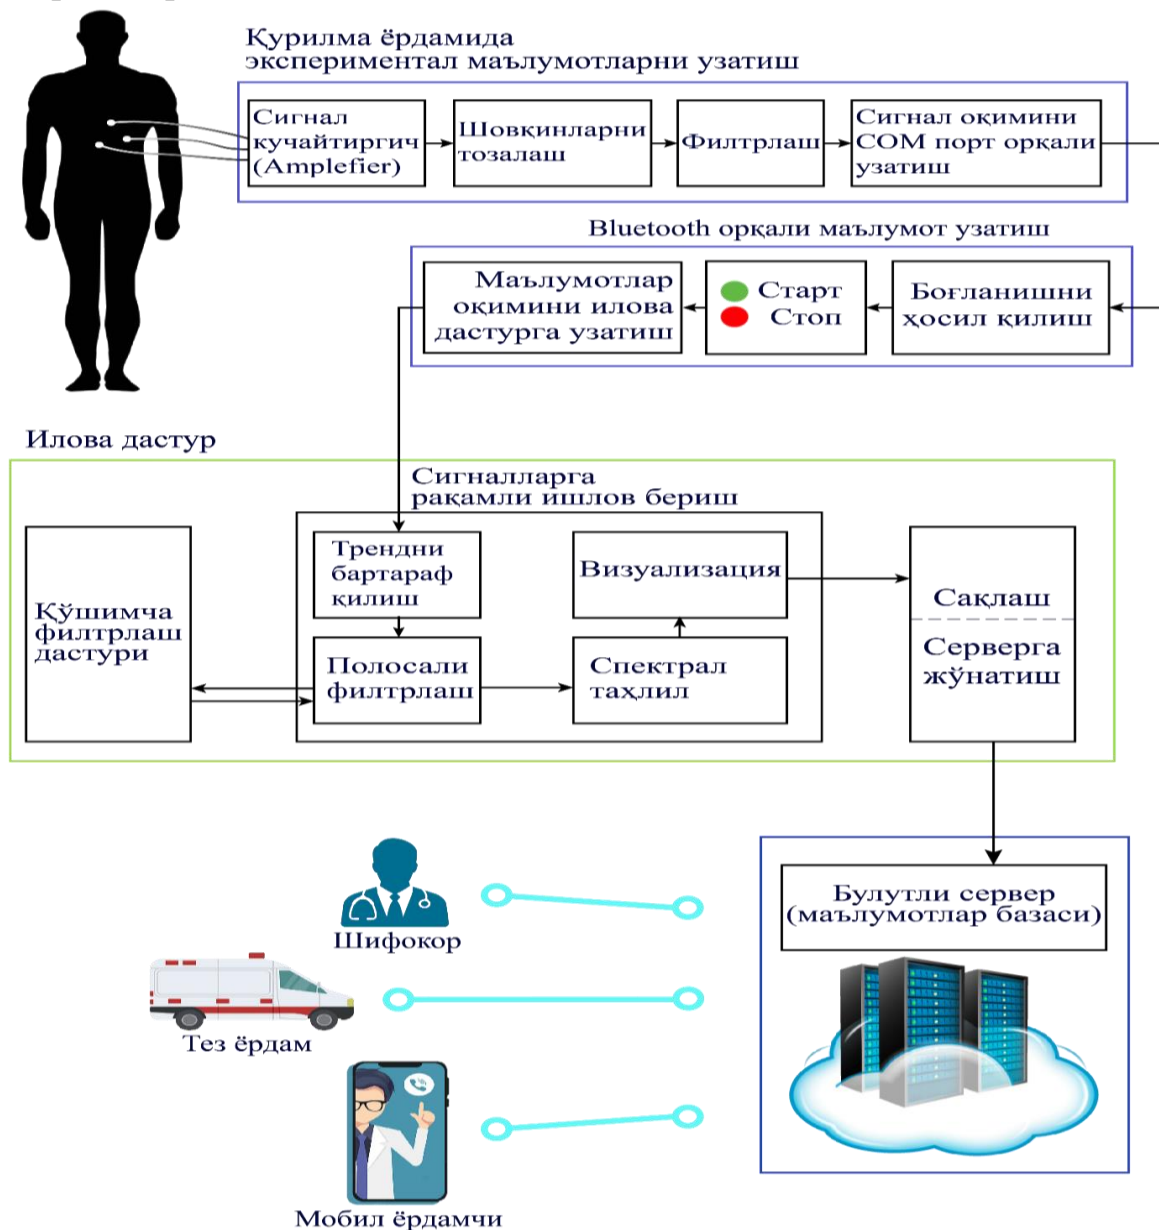 Қурилма ёрдамида
экспериментал маълумотларни узатиш
Сигнал
кучайтиргич
(Amplefier)
Шовқинларни
тозалаш
Филтрлаш
Сигнал оқимини
COM порт орқали
узатиш
Bluetooth орқали маълумот узатиш
Маълумотлар
оқимини илова
дастурга узатиш
Старт
Стоп
Боғланишни
ҳосил қилиш
Илова дастур
Сигналларга
рақамли ишлов бериш
Қўшимча
филтрлаш
дастури
Трендни
бартараф
қилиш
Полосали
филтрлаш
Визуализация
Спектрал
таҳлил
Сақлаш
Серверга
жўнатиш
Булутли сервер
(маълумотлар базаси)
Шифокор
Тез ёрдам
Мобил ёрдамчи